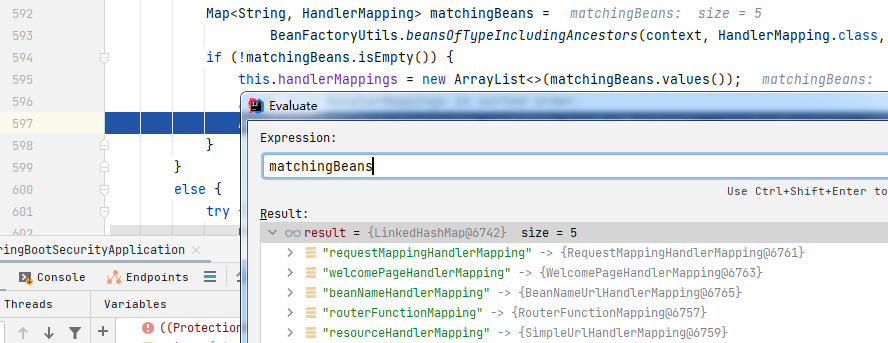 592 Map<String, HandlerMapping> matchingBeans = matchingBeans: size = 5
593 BeanFactoryUtils.beansOfTypeIncludingAncestors(context, HandlerMapping.class,
594 if (!matchingBeans.isEmpty()) {
595 this.handlerMappings = new ArrayList<>(matchingBeans.values()); matchingBeans:
596
597
598 }
599 }
600 else {
601 try {
602
Evaluate
Expression:
matchingBeans
Use Ctrl+Shift+Enter to
Result:
result = {LinkedHashMap@6742} size = 5
"requestMappingHandlerMapping" -> {RequestMappingHandlerMapping@6761}
"welcomePageHandlerMapping" -> {WelcomePageHandlerMapping@6763}
"beanNameHandlerMapping" -> {BeanNameUrlHandlerMapping@6765}
"routerFunctionMapping" -> {RouterFunctionMapping@6757}
"resourceHandlerMapping" -> {SimpleUrlHandlerMapping@6759}
ringBootSecurityApplication ×
Console Endpoints
Threads Variables
((Protection